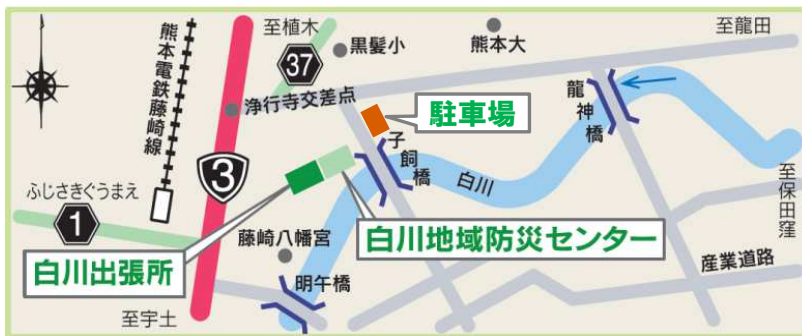 至植木
37
黒髪小
熊本大
至龍田
熊本電鉄藤崎線
浄行寺交差点
駐車場
龍神橋
子飼橋
白川
3
ふじさきぐうまえ
1
至保田窪
白川出張所
藤崎八幡宮
白川地域防災センター
明午橋
産業道路
至宇土